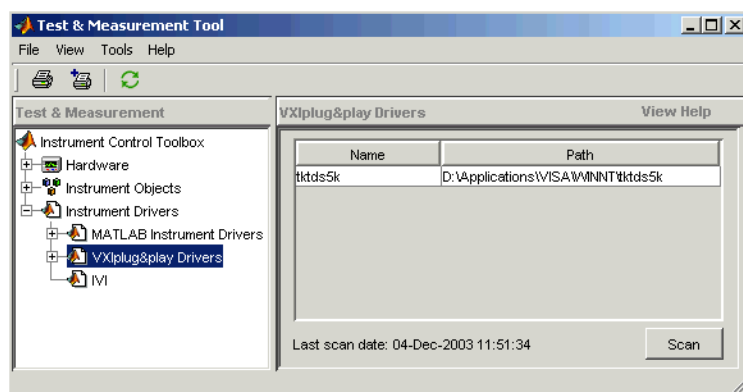 Test & Measurement Tool
File View Tools Help
Test & Measurement
Instrument Control Toolbox
Hardware
Instrument Objects
Instrument Drivers
MATLAB Instrument Drivers
VXIplug&play Drivers
IVI
VXIplug&play Drivers View Help
Name Path
tktds5k D:\Applications\VISA\WINNT\tktds5k
Last scan date: 04-Dec-2003 11:51:34 Scan